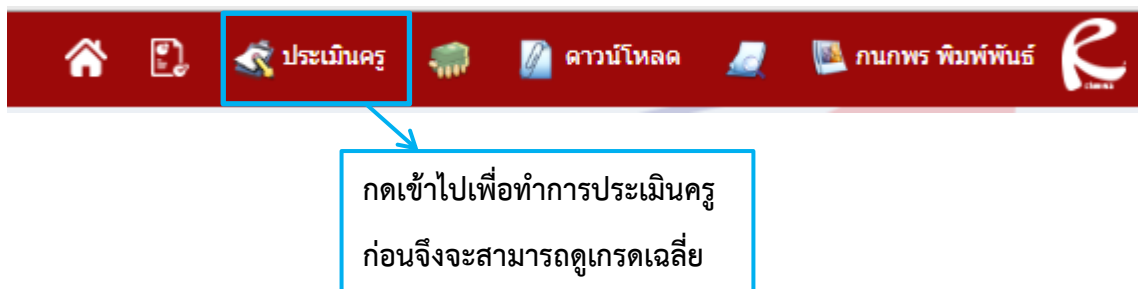 ประเมินครู ดาวน์โหลด กนกพร พิมพ์พันธ์
กดเข้าไปเพื่อทำการประเมินครู
ก่อนจึงจะสามารถดูเกรดเฉลี่ย